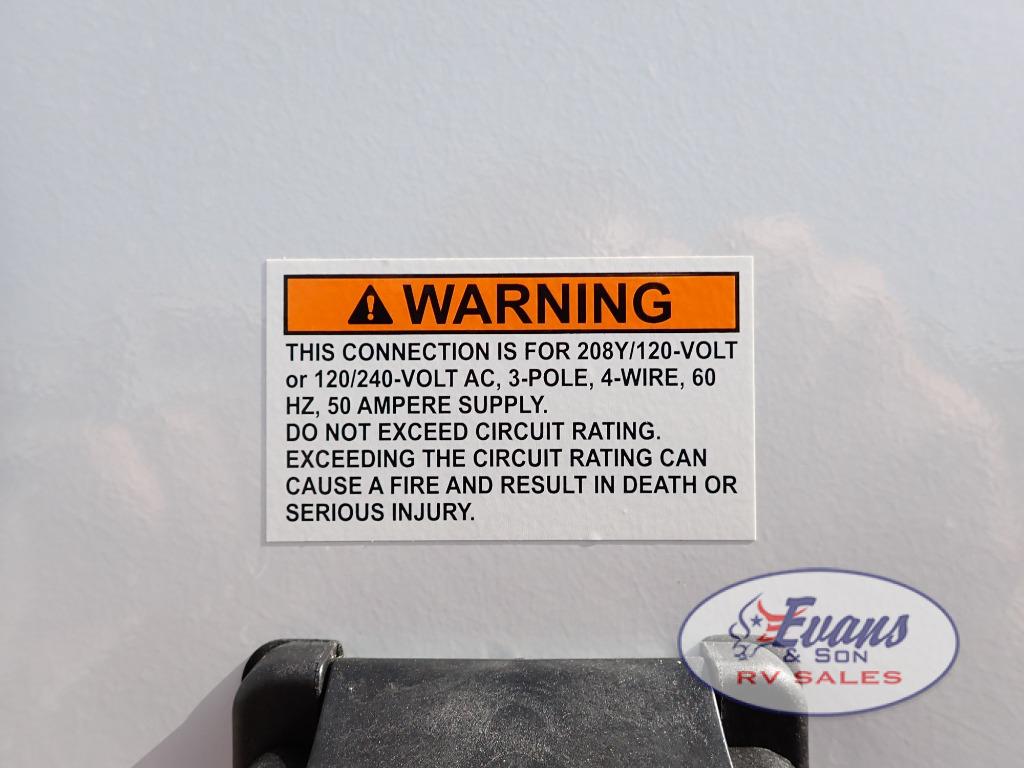 WARNING
THIS CONNECTION IS FOR 208Y/120-VOLT
or 120/240-VOLT AC, 3-POLE, 4-WIRE, 60
HZ, 50 AMPERE SUPPLY.
DO NOT EXCEED CIRCUIT RATING.
EXCEEDING THE CIRCUIT RATING CAN
CAUSE A FIRE AND RESULT IN DEATH OR
SERIOUS INJURY.
Evans
& SON
RV SALES